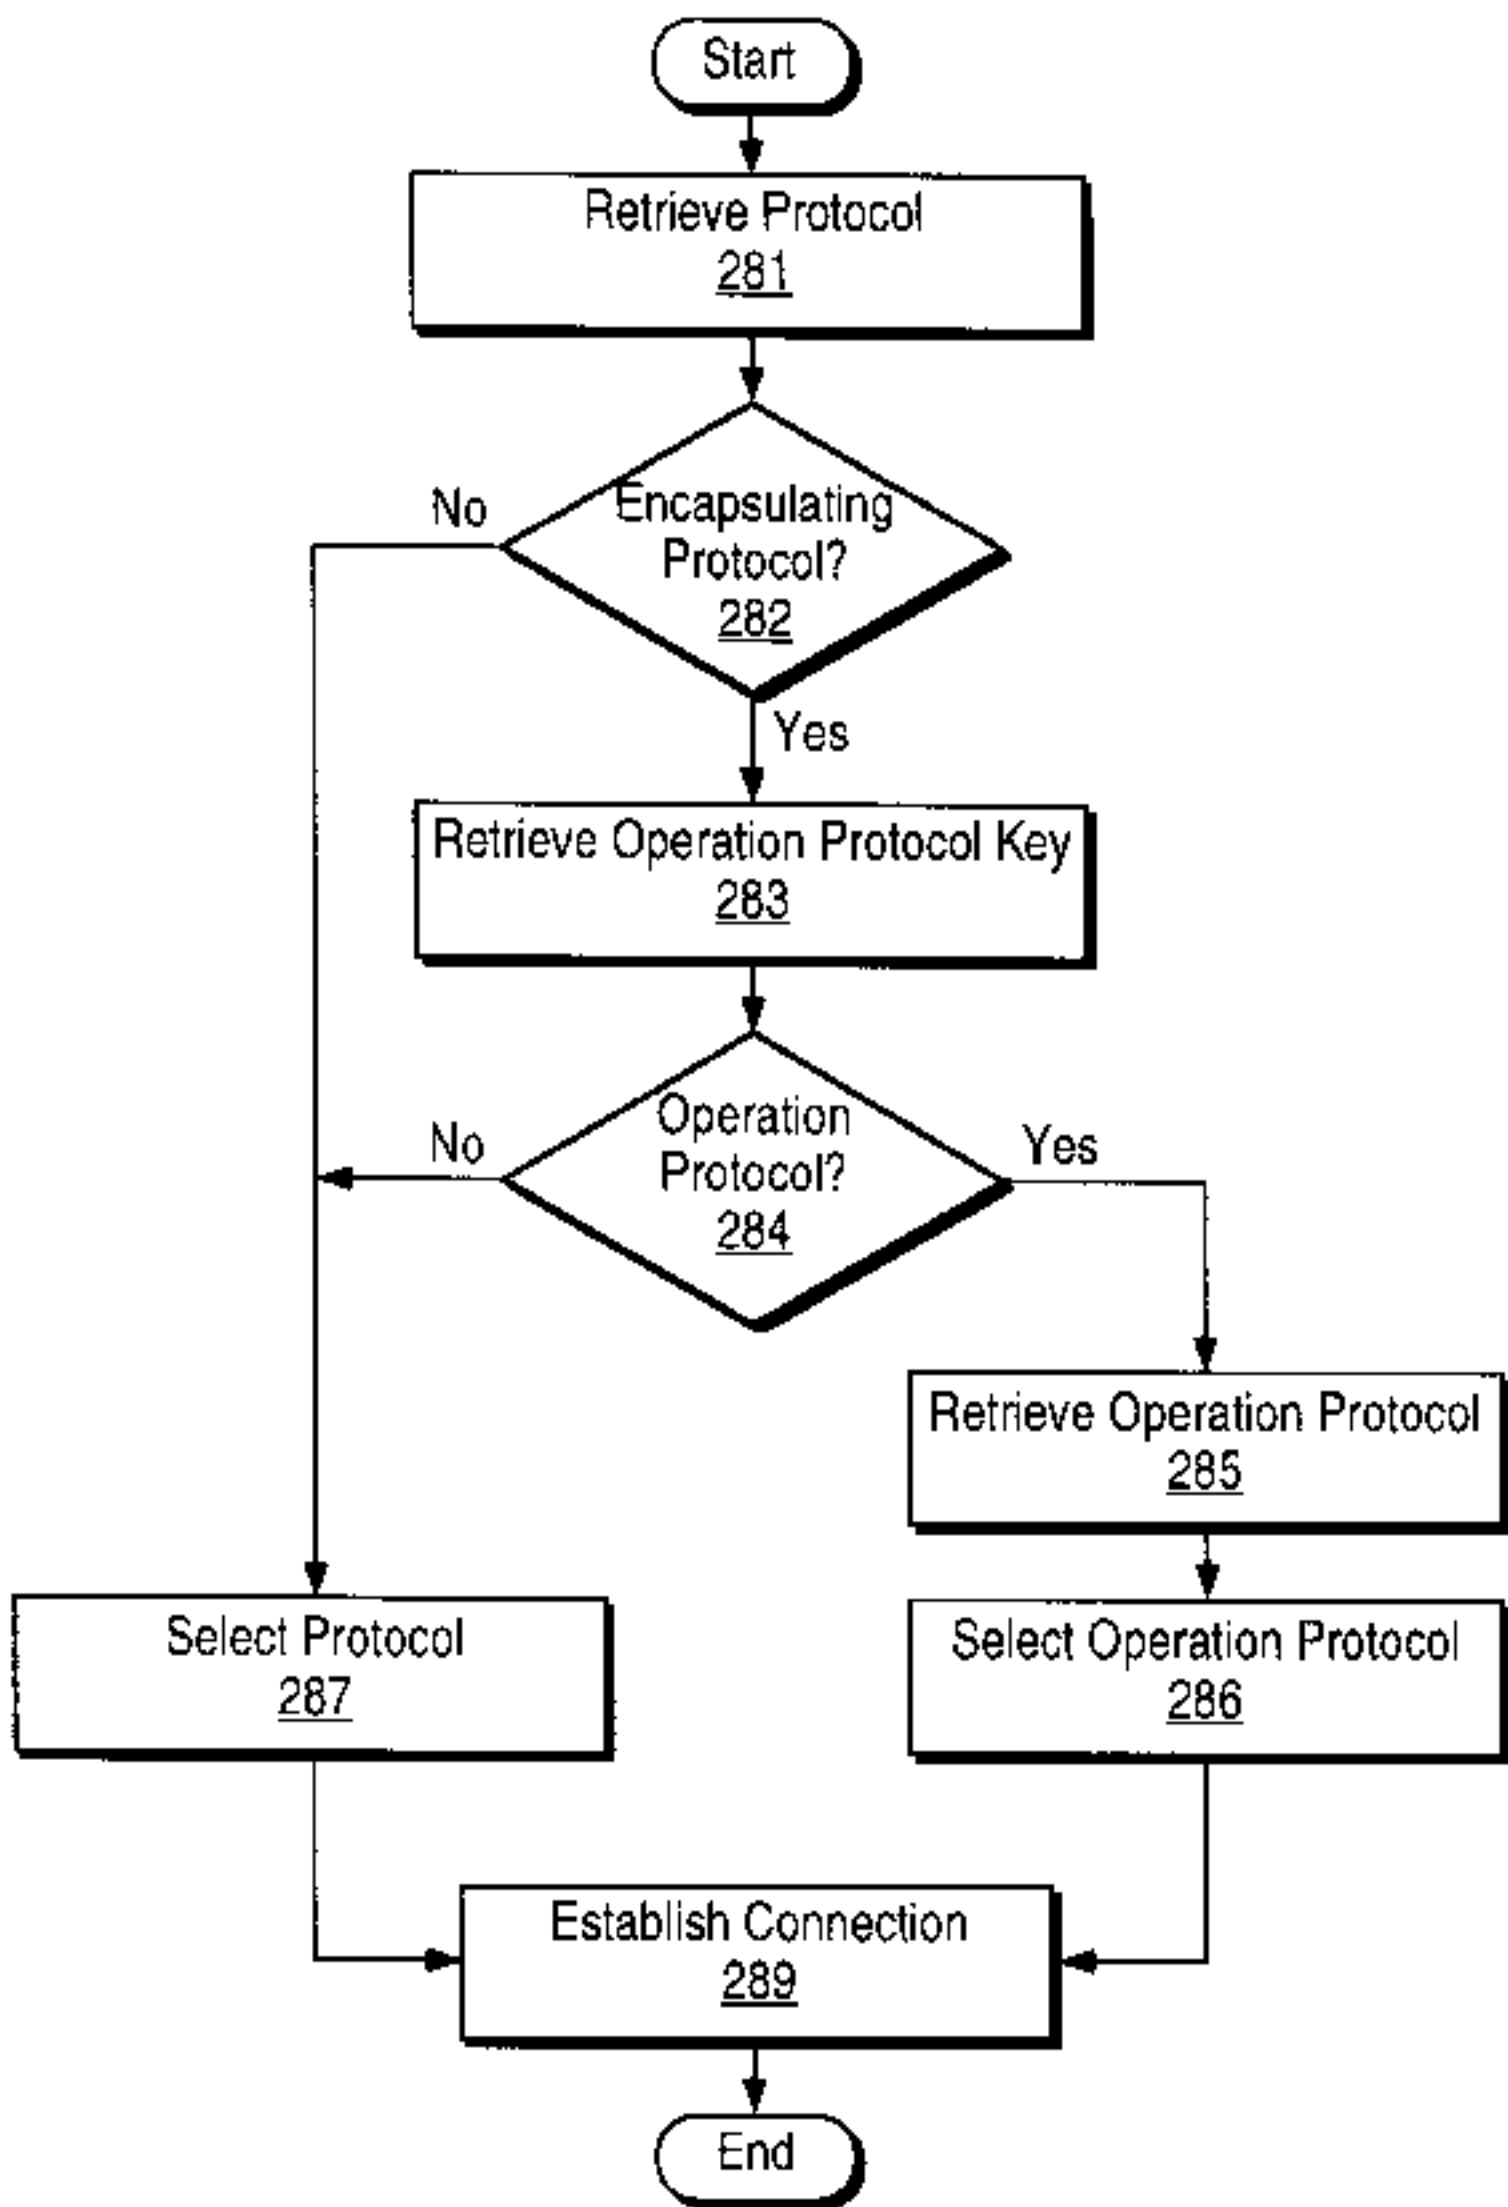 Start
Retrieve Protocol
281
No
Encapsulating
Protocol?
282
Yes
Retrieve Operation Protocol Key
283
No
Operation
Protocol?
284
Yes
Retrieve Operation Protocol
285
Select Protocol
287
Select Operation Protocol
286
Establish Connection
289
End